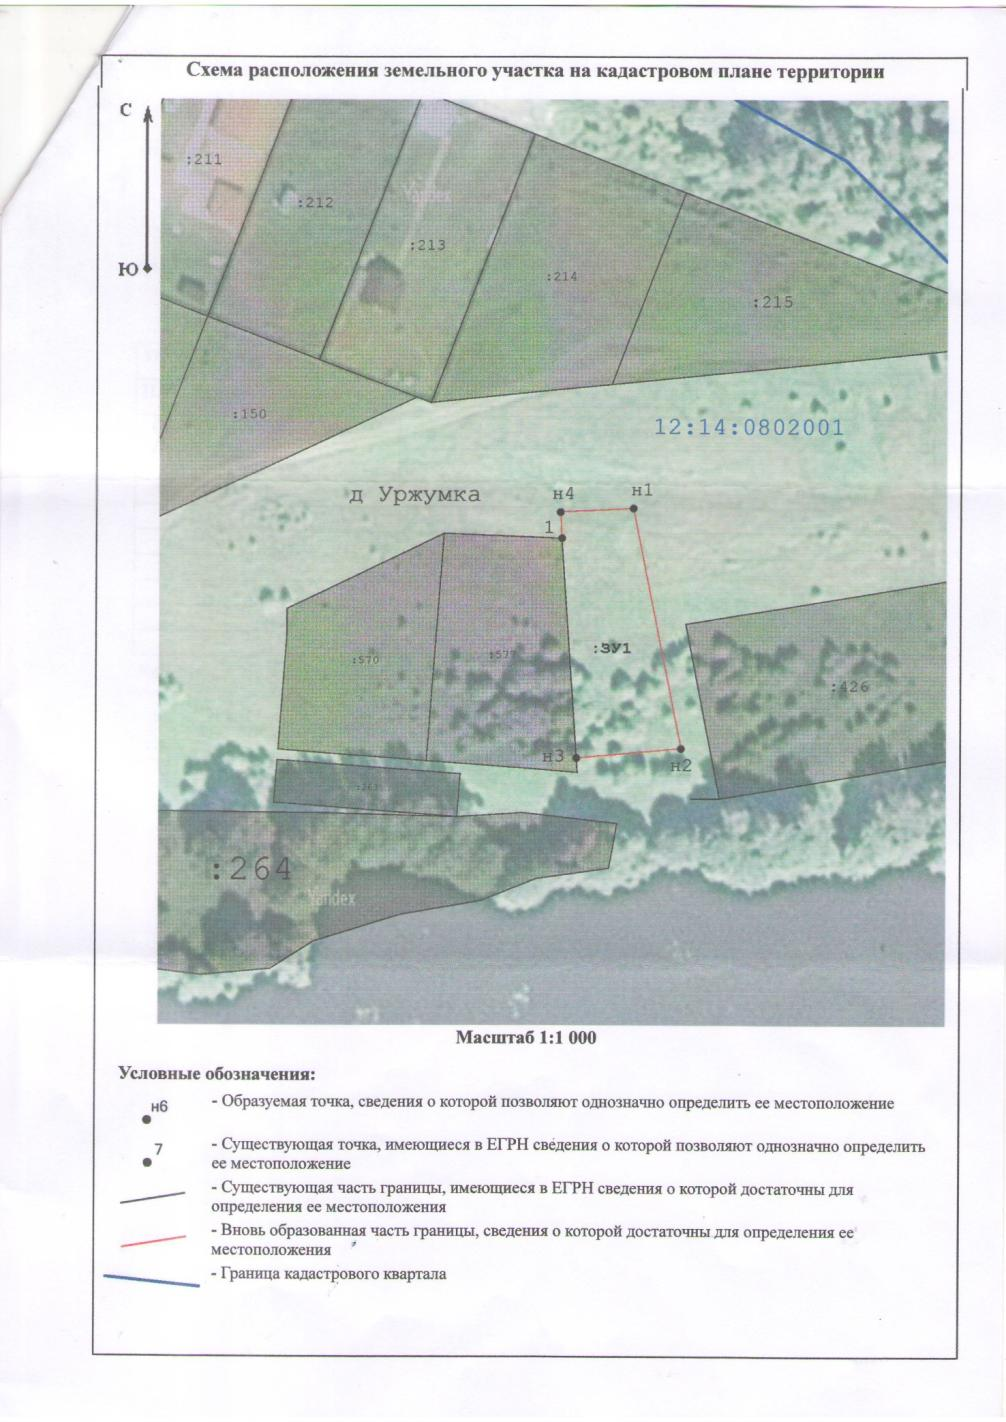 Схема расположения земельного участка на кадастровом плане территории
С
Ю
:211
:212
:213
:214
:215
:150
12:14:0802001
д Уржумка
н4
н1
1
:ЗУ1
:570
:426
н3
н2
:264
Yandex
Масштаб 1:1 000
Условные обозначения:
н6
- Образуемая точка, сведения о которой позволяют однозначно определить ее местоположение
7
- Существующая точка, имеющиеся в ЕГРН сведения о которой позволяют однозначно определить
ее местоположение
- Существующая часть границы, имеющиеся в ЕГРН сведения о которой достаточны для
определения ее местоположения
- Вновь образованная часть границы, сведения о которой достаточны для определения ее
местоположения
- Граница кадастрового квартала